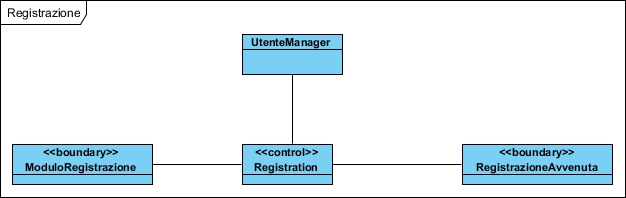 Registrazione
UtenteManager
<<boundary>>
ModuloRegistrazione
<<control>>
Registration
<<boundary>>
RegistrazioneAvvenuta